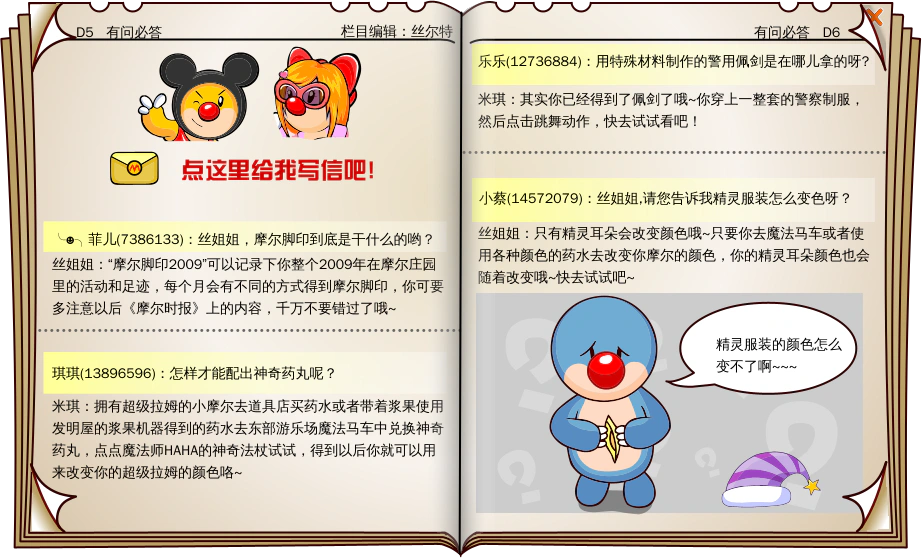 D5 有问必答
栏目编辑：丝尔特
点这里给我写信吧!
╰☻╮菲儿(7386133)：丝姐姐，摩尔脚印到底是干什么的哟？
丝姐姐：“摩尔脚印2009”可以记录下你整个2009年在摩尔庄园
里的活动和足迹，每个月会有不同的方式得到摩尔脚印，你可要
多注意以后《摩尔时报》上的内容，千万不要错过了哦~
琪琪(13896596)：怎样才能配出神奇药丸呢？
米琪：拥有超级拉姆的小摩尔去道具店买药水或者带着浆果使用
发明屋的浆果机器得到的药水去东部游乐场魔法马车中兑换神奇
药丸，点点魔法师HAHA的神奇法杖试试，得到以后你就可以用
来改变你的超级拉姆的颜色咯~
有问必答 D6
乐乐(12736884)：用特殊材料制作的警用佩剑是在哪儿拿的呀?
米琪：其实你已经得到了佩剑了哦~你穿上一整套的警察制服，
然后点击跳舞动作，快去试试看吧！
小蔡(14572079)：丝姐姐,请您告诉我精灵服装怎么变色呀？
丝姐姐：只有精灵耳朵会改变颜色哦~只要你去魔法马车或者使
用各种颜色的药水去改变你摩尔的颜色，你的精灵耳朵颜色也会
随着改变哦~快去试试吧~
精灵服装的颜色怎么
变不了啊~~~